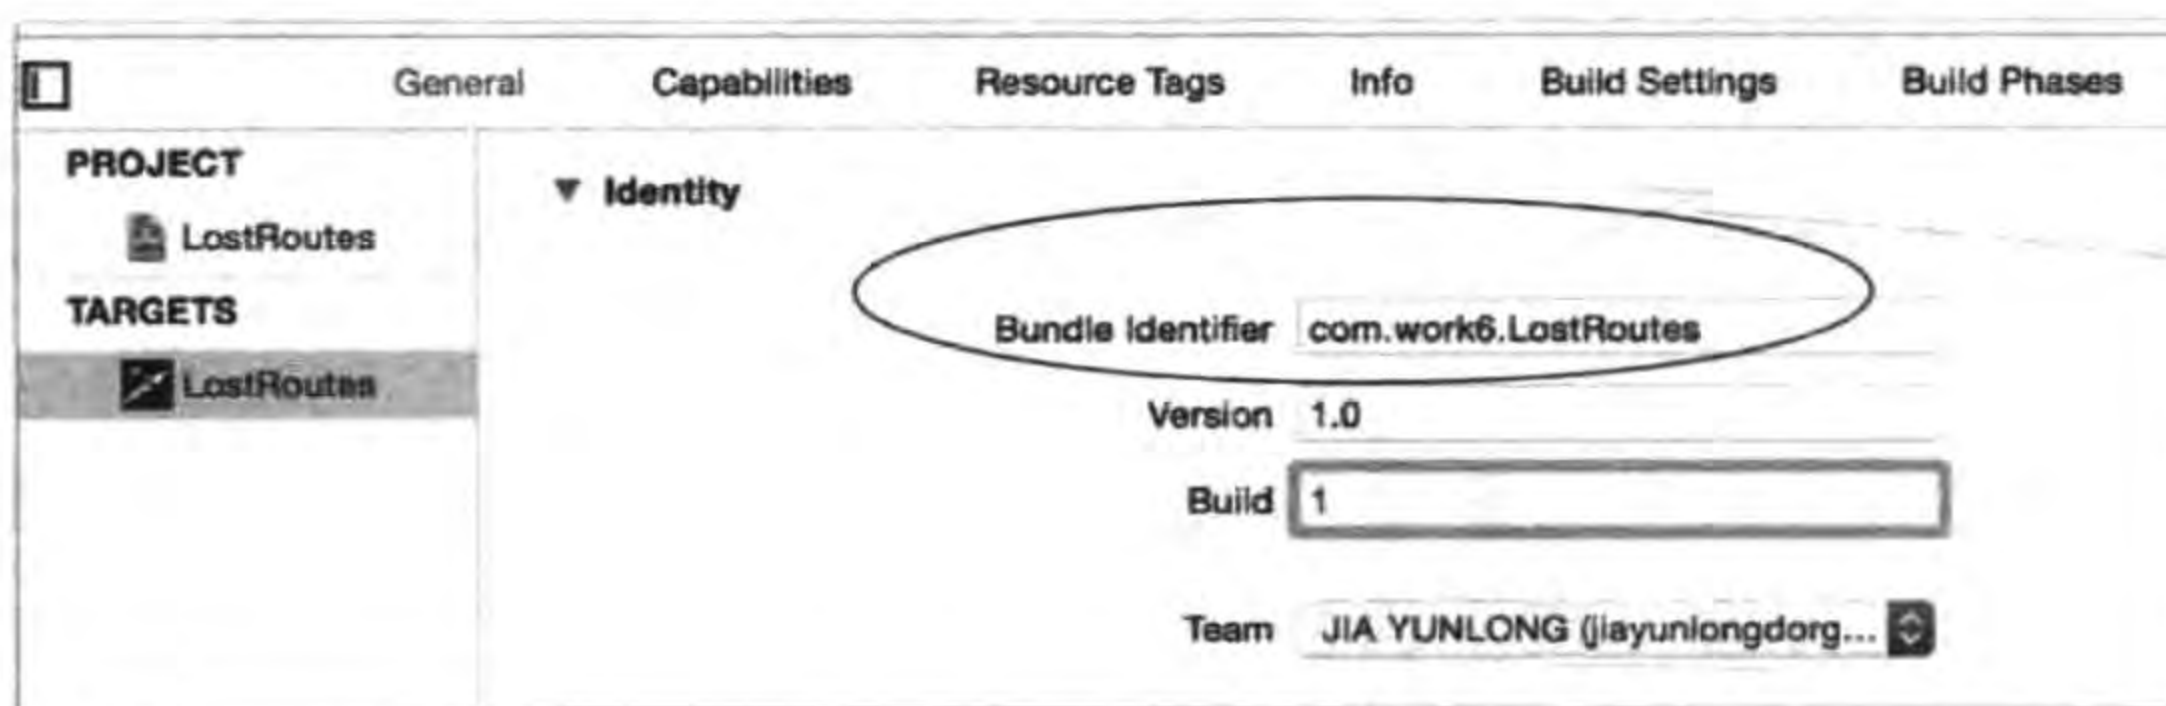 General Capabilities Resource Tags Info Build Settings Build Phases
PROJECT
LostRoutes
TARGETS
LostRoutes
Identity
Bundle Identifier com.work6.LostRoutes
Version 1.0
Build 1
Team JIA YUNLONG (jiayunlongdorg...